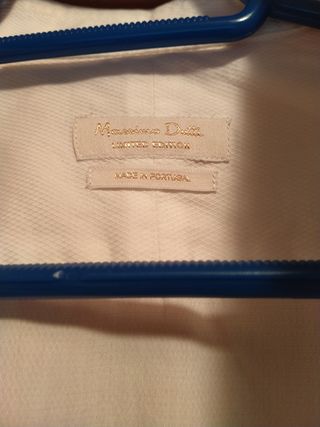 Massimo Dutti
LIMITED EDITION
MADE IN PORTUGAL